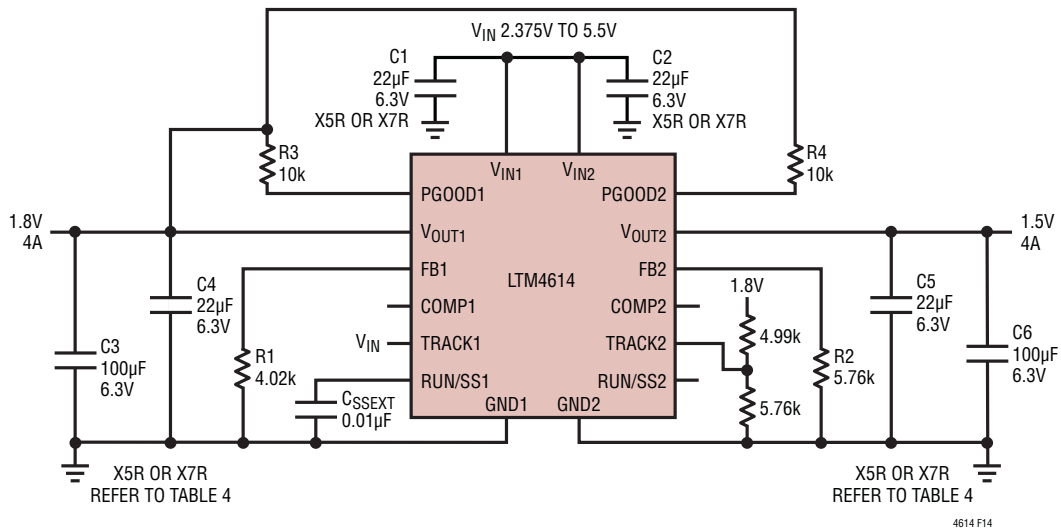 V_IN 2.375V TO 5.5V
C1
22µF
6.3V
X5R OR X7R
C2
22µF
6.3V
X5R OR X7R
R3
10k
R4
10k
V_IN1
V_IN2
PGOOD1
PGOOD2
1.8V
4A
V_OUT1
V_OUT2
1.5V
4A
FB1
FB2
LTM4614
C4
22µF
6.3V
C3
100µF
6.3V
R1
4.02k
COMP1
COMP2
V_IN
TRACK1
TRACK2
RUN/SS1
RUN/SS2
C_SSEXT
0.01µF
GND1
GND2
1.8V
4.99k
5.76k
R2
5.76k
C5
22µF
6.3V
C6
100µF
6.3V
X5R OR X7R
REFER TO TABLE 4
X5R OR X7R
REFER TO TABLE 4
4614 F14